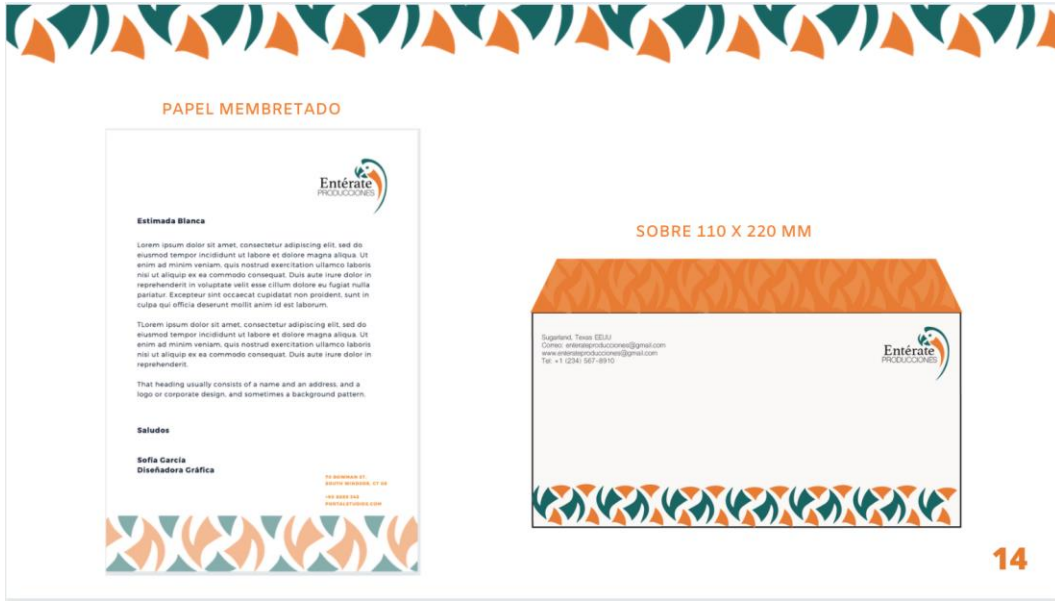 PAPEL MEMBRETADO
Entérate
PRODUCCIONES
Estimada Blanca
Lorem ipsum dolor sit amet, consectetur adipiscing elit, sed do
eiusmod tempor incididunt ut labore et dolore magna aliqua. Ut
enim ad minim veniam, quis nostrud exercitation ullamco laboris
nisi ut aliquip ex ea commodo consequat. Duis aute irure dolor in
reprehenderit in voluptate velit esse cillum dolore eu fugiat nulla
pariatur. Excepteur sint occaecat cupidatat non proident, sunt in
culpa qui officia deserunt mollit anim id est laborum.
TLorem ipsum dolor sit amet, consectetur adipiscing elit, sed do
eiusmod tempor incididunt ut labore et dolore magna aliqua. Ut
enim ad minim veniam, quis nostrud exercitation ullamco laboris
nisi ut aliquip ex ea commodo consequat. Duis aute irure dolor in
reprehenderit.
That heading usually consists of a name and an address, and a
logo or corporate design, and sometimes a background pattern.
Saludos
Sofía García
Diseñadora Gráfica
SOUTH WINDSOR, CT 06
SOBRE 110 X 220 MM
Sugarland, Texas EEUU
Correo: enterateproducciones@gmail.com
www.enterateproducciones@gmail.com
Tel: +1 (234) 567-8910
Entérate
PRODUCCIONES
14